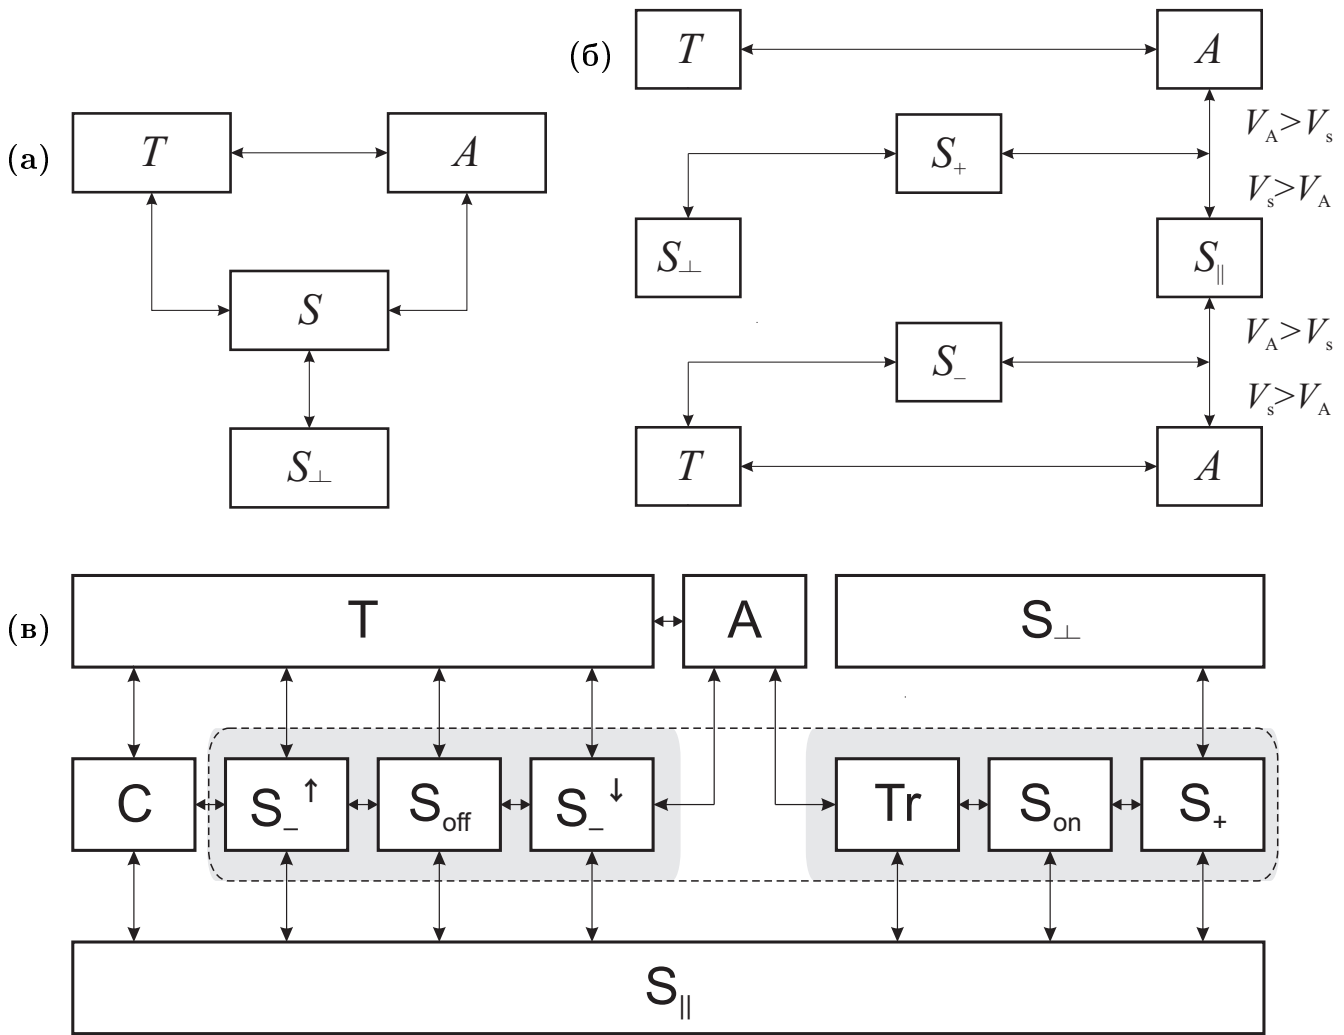 (б)
T
A
(а)
T
A
V_A > V_s
S_+
V_s > V_A
S_⊥
S_∥
S
V_A > V_s
S_−
V_s > V_A
S_⊥
T
A
(в)
T
A
S_⊥
C
S_−^↑
S_off
S_−^↓
Tr
S_on
S_+
S_∥